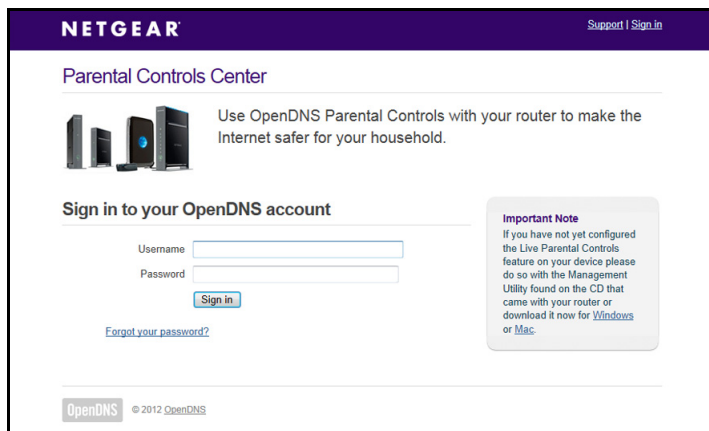 NETGEAR
Support | Sign in
Parental Controls Center
Use OpenDNS Parental Controls with your router to make the
Internet safer for your household.
Sign in to your OpenDNS account
Username
Password
Sign in
Forgot your password?
Important Note
If you have not yet configured
the Live Parental Controls
feature on your device please
do so with the Management
Utility found on the CD that
came with your router or
download it now for Windows
or Mac.
OpenDNS © 2012 OpenDNS